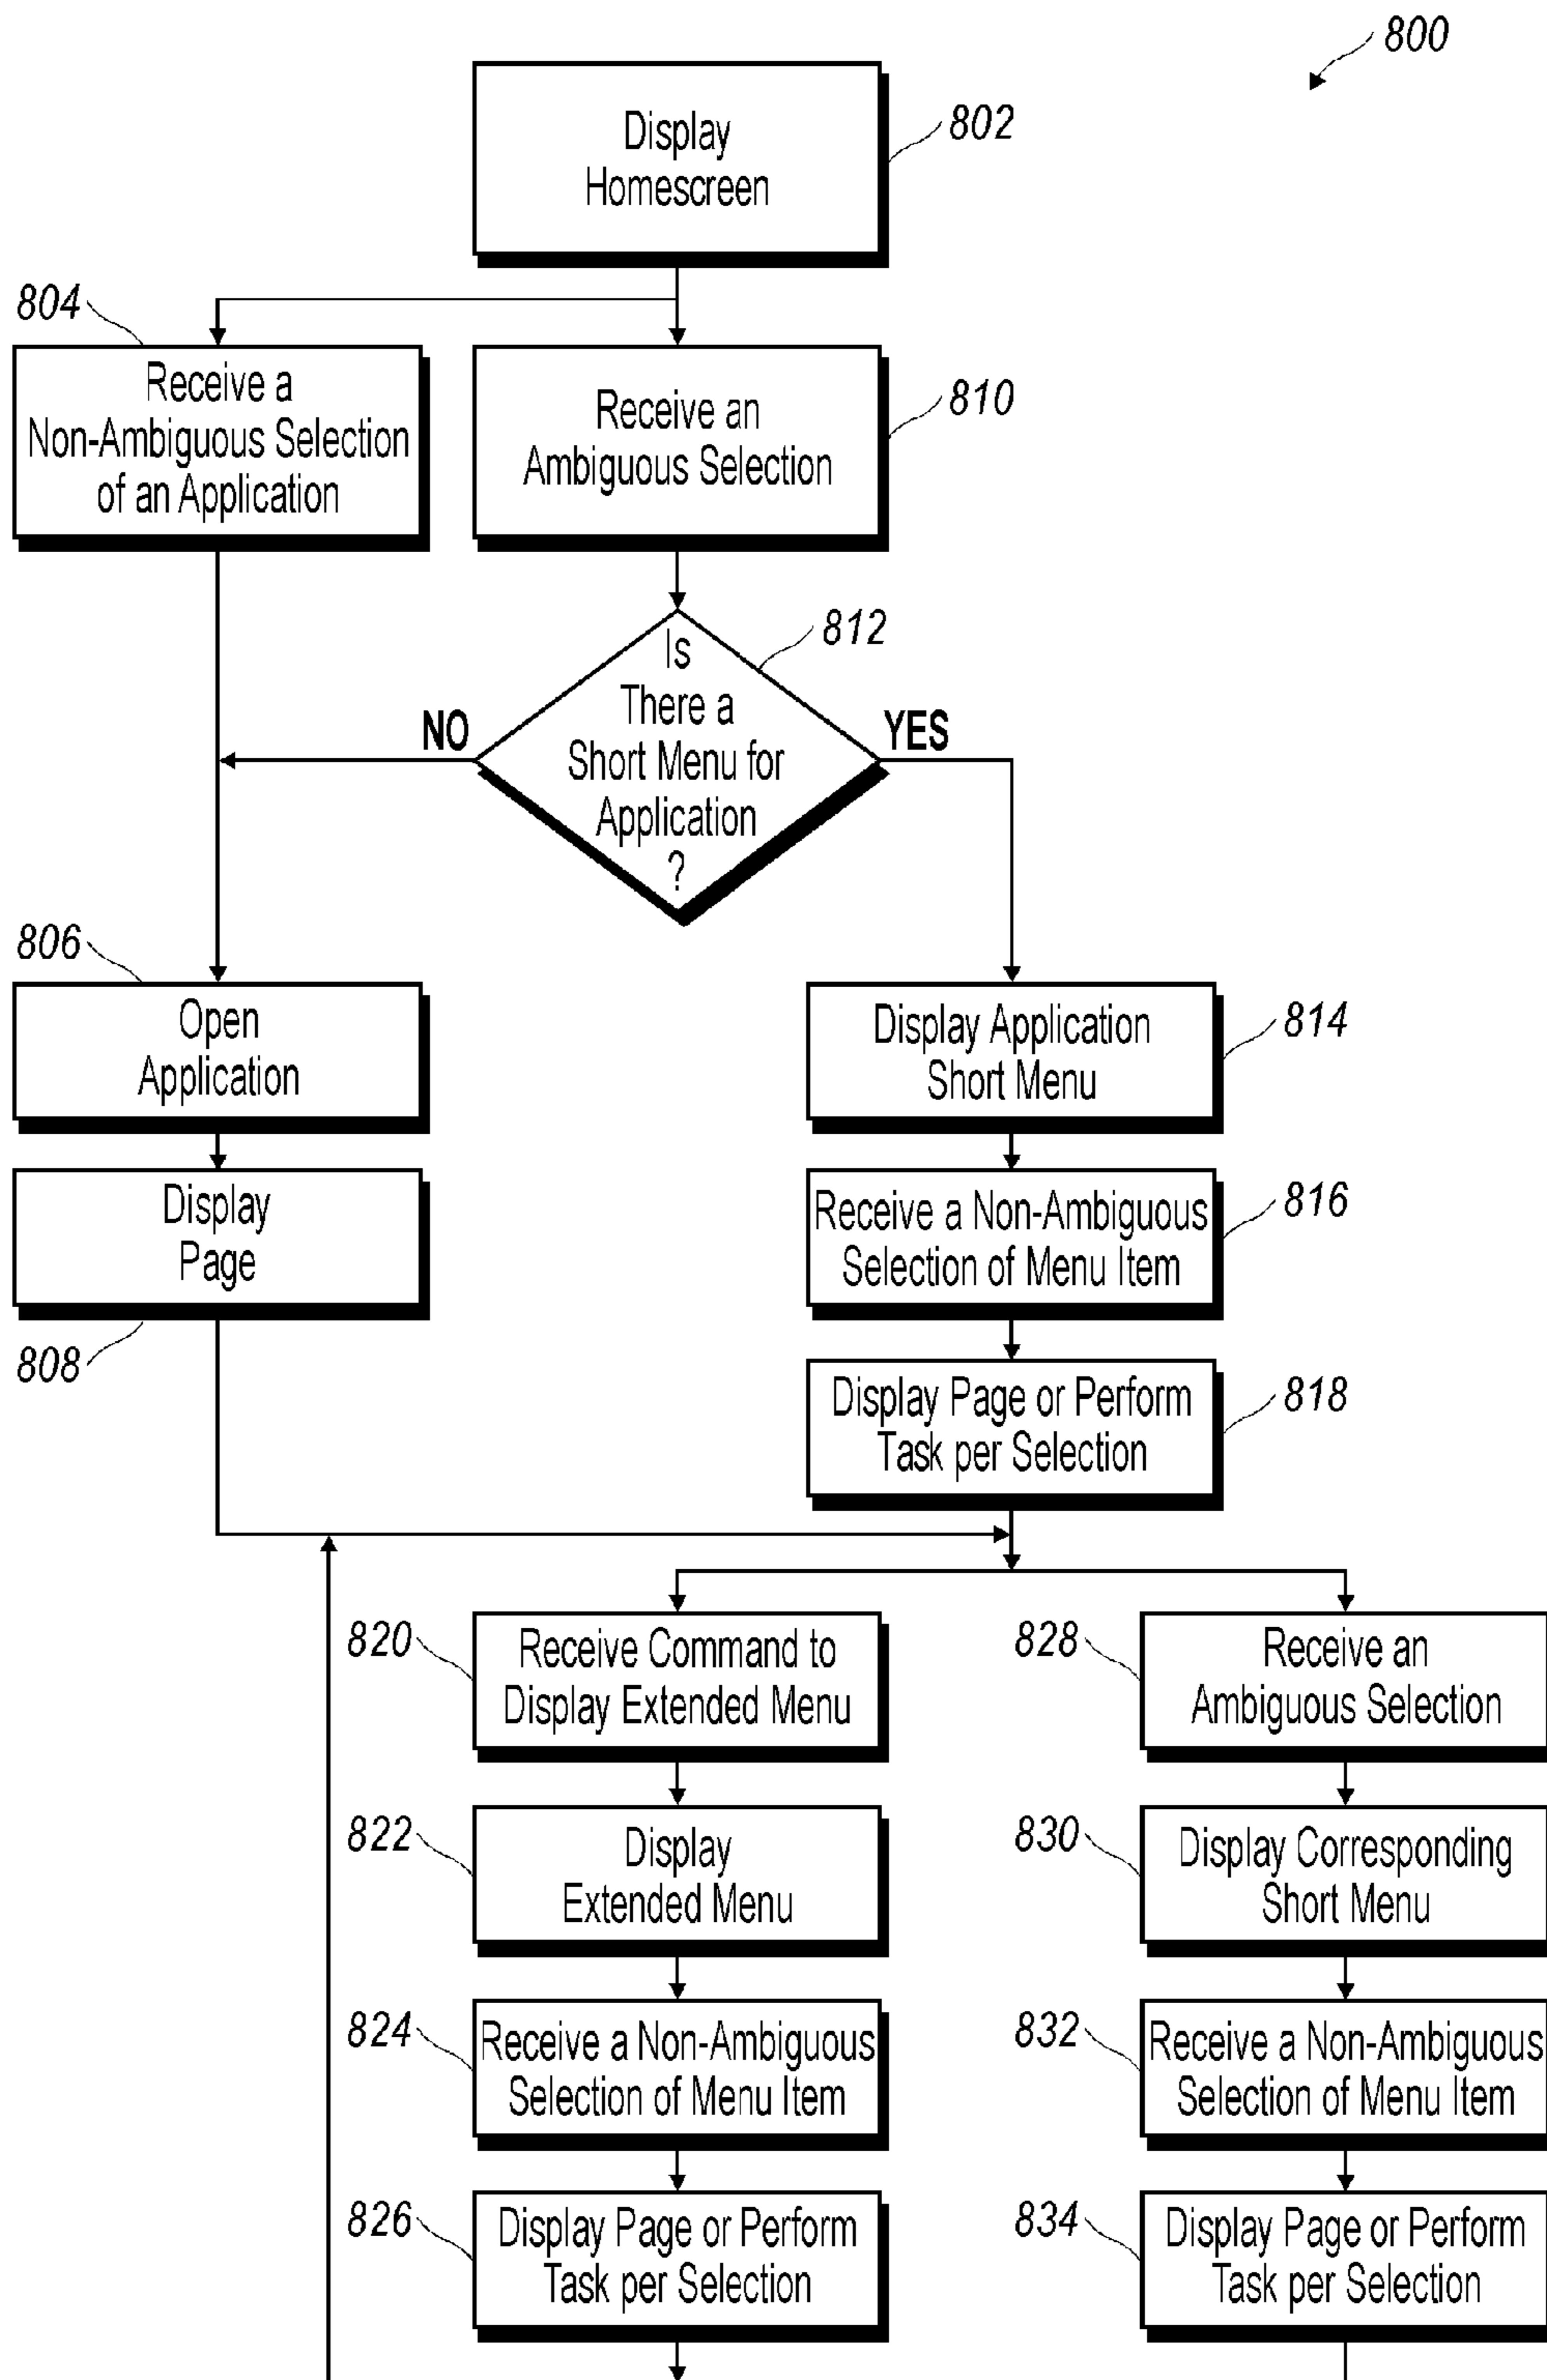 800
Display
Homescreen
802
804
Receive a
Non-Ambiguous Selection
of an Application
Receive an
Ambiguous Selection
810
Is
There a
Short Menu for
Application
?
812
NO
YES
806
Open
Application
Display Application
Short Menu
814
Display
Page
808
Receive a Non-Ambiguous
Selection of Menu Item
816
Display Page or Perform
Task per Selection
818
820
Receive Command to
Display Extended Menu
828
Receive an
Ambiguous Selection
822
Display
Extended Menu
830
Display Corresponding
Short Menu
824
Receive a Non-Ambiguous
Selection of Menu Item
832
Receive a Non-Ambiguous
Selection of Menu Item
826
Display Page or Perform
Task per Selection
834
Display Page or Perform
Task per Selection